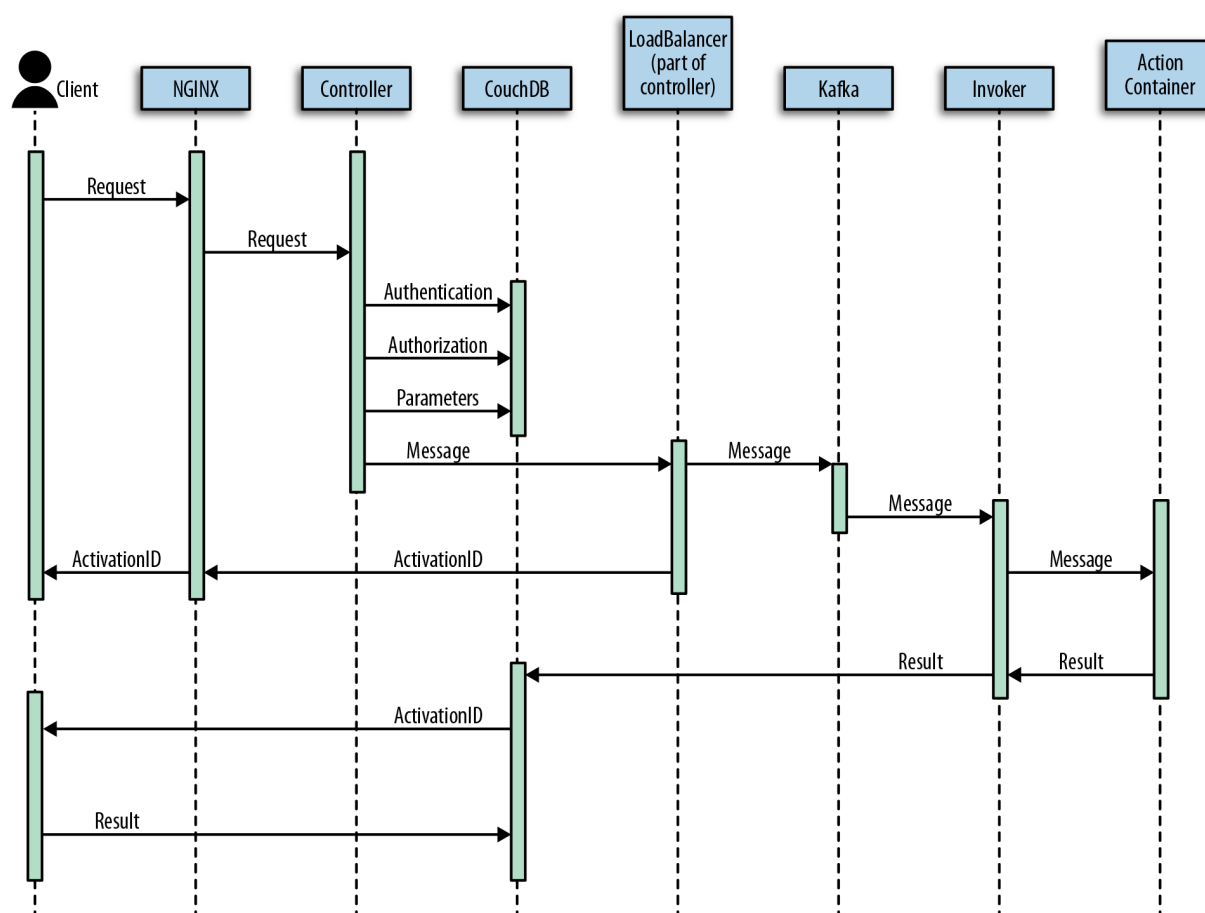 LoadBalancer
(part of
controller)
Client
NGINX
Controller
CouchDB
Kafka
Invoker
Action
Container
Request
Request
Authentication
Authorization
Parameters
Message
Message
Message
ActivationID
ActivationID
Message
Result
Result
ActivationID
Result